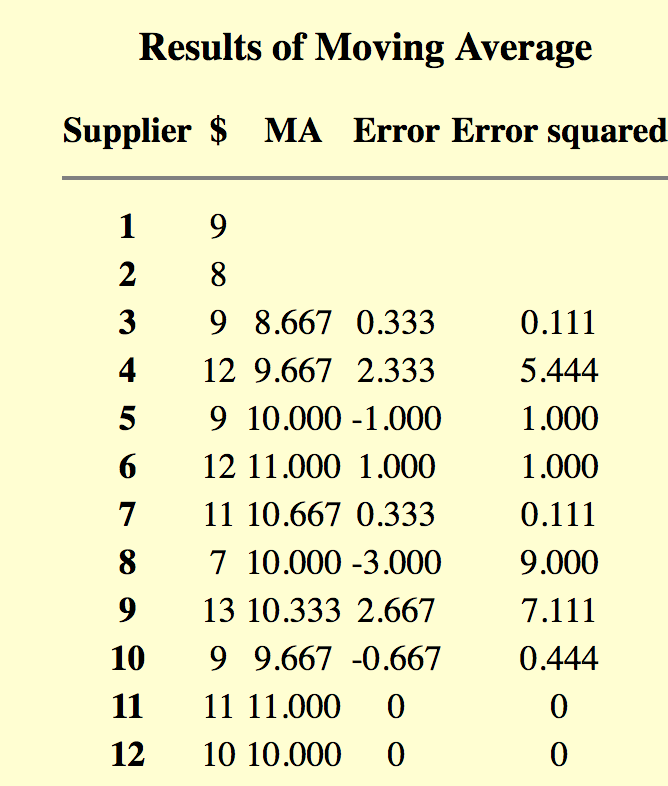 Results of Moving Average
Supplier $ MA Error Error squared
1 9
2 8
3 9 8.667 0.333 0.111
4 12 9.667 2.333 5.444
5 9 10.000 -1.000 1.000
6 12 11.000 1.000 1.000
7 11 10.667 0.333 0.111
8 7 10.000 -3.000 9.000
9 13 10.333 2.667 7.111
10 9 9.667 -0.667 0.444
11 11 11.000 0 0
12 10 10.000 0 0